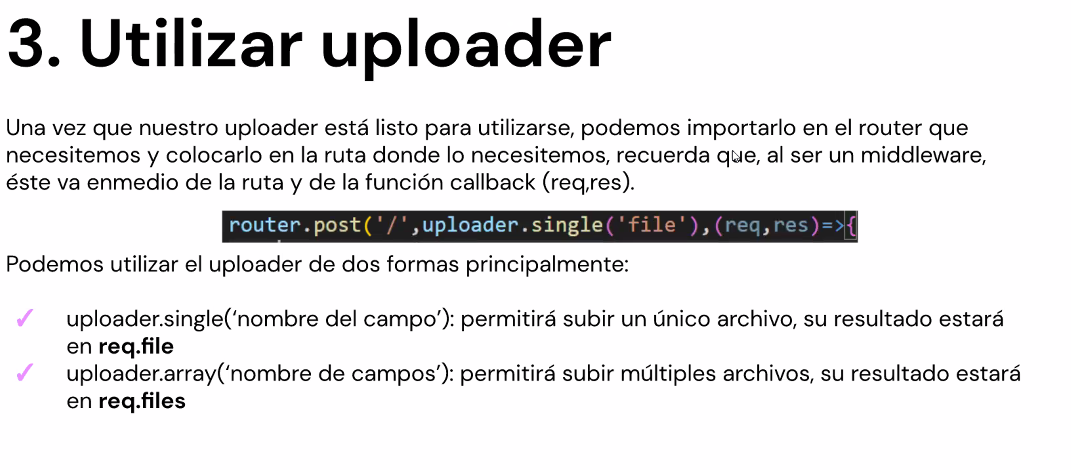 3. Utilizar uploader
Una vez que nuestro uploader está listo para utilizarse, podemos importarlo en el router que
necesitemos y colocarlo en la ruta donde lo necesitemos, recuerda que, al ser un middleware,
éste va enmedio de la ruta y de la función callback (req,res).
router.post('/',uploader.single('file'),(req,res)=>{
Podemos utilizar el uploader de dos formas principalmente:
✓ uploader.single(‘nombre del campo’): permitirá subir un único archivo, su resultado estará
en req.file
✓ uploader.array(‘nombre de campos’): permitirá subir múltiples archivos, su resultado estará
en req.files